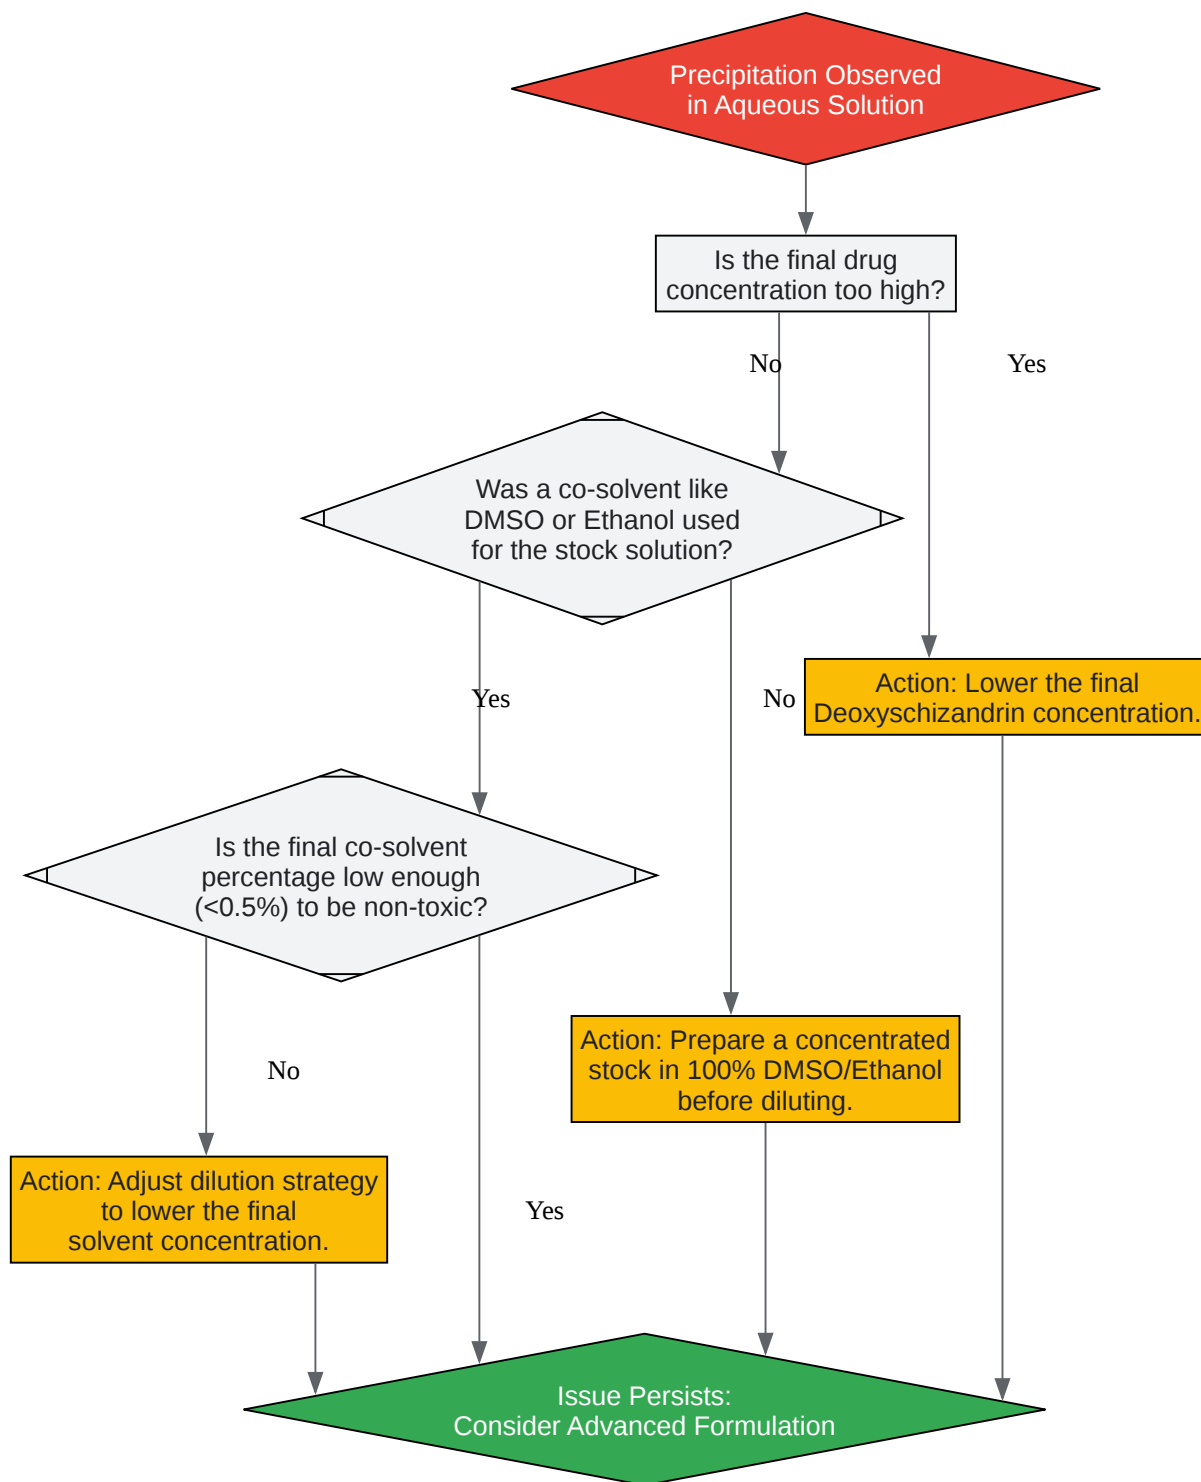 Precipitation Observed
in Aqueous Solution
Is the final drug
concentration too high?
No
Yes
Was a co-solvent like
DMSO or Ethanol used
for the stock solution?
Yes
No
Action: Lower the final
Deoxyschizandrin concentration.
Is the final co-solvent
percentage low enough
(<0.5%) to be non-toxic?
No
Action: Prepare a concentrated
stock in 100% DMSO/Ethanol
before diluting.
Action: Adjust dilution strategy
to lower the final
solvent concentration.
Yes
Issue Persists:
Consider Advanced Formulation